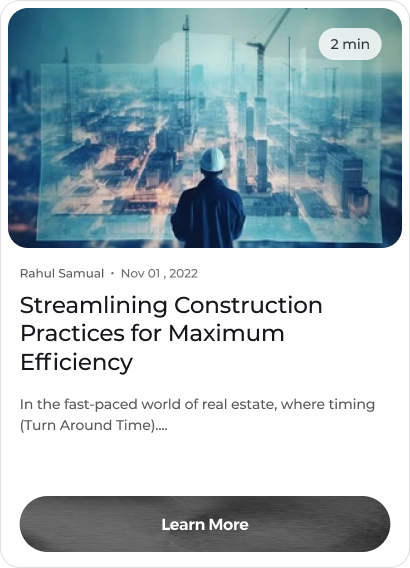 2 min
Rahul Samual • Nov 01 , 2022
Streamlining Construction
Practices for Maximum
Efficiency
In the fast-paced world of real estate, where timing
(Turn Around Time)....
Learn More